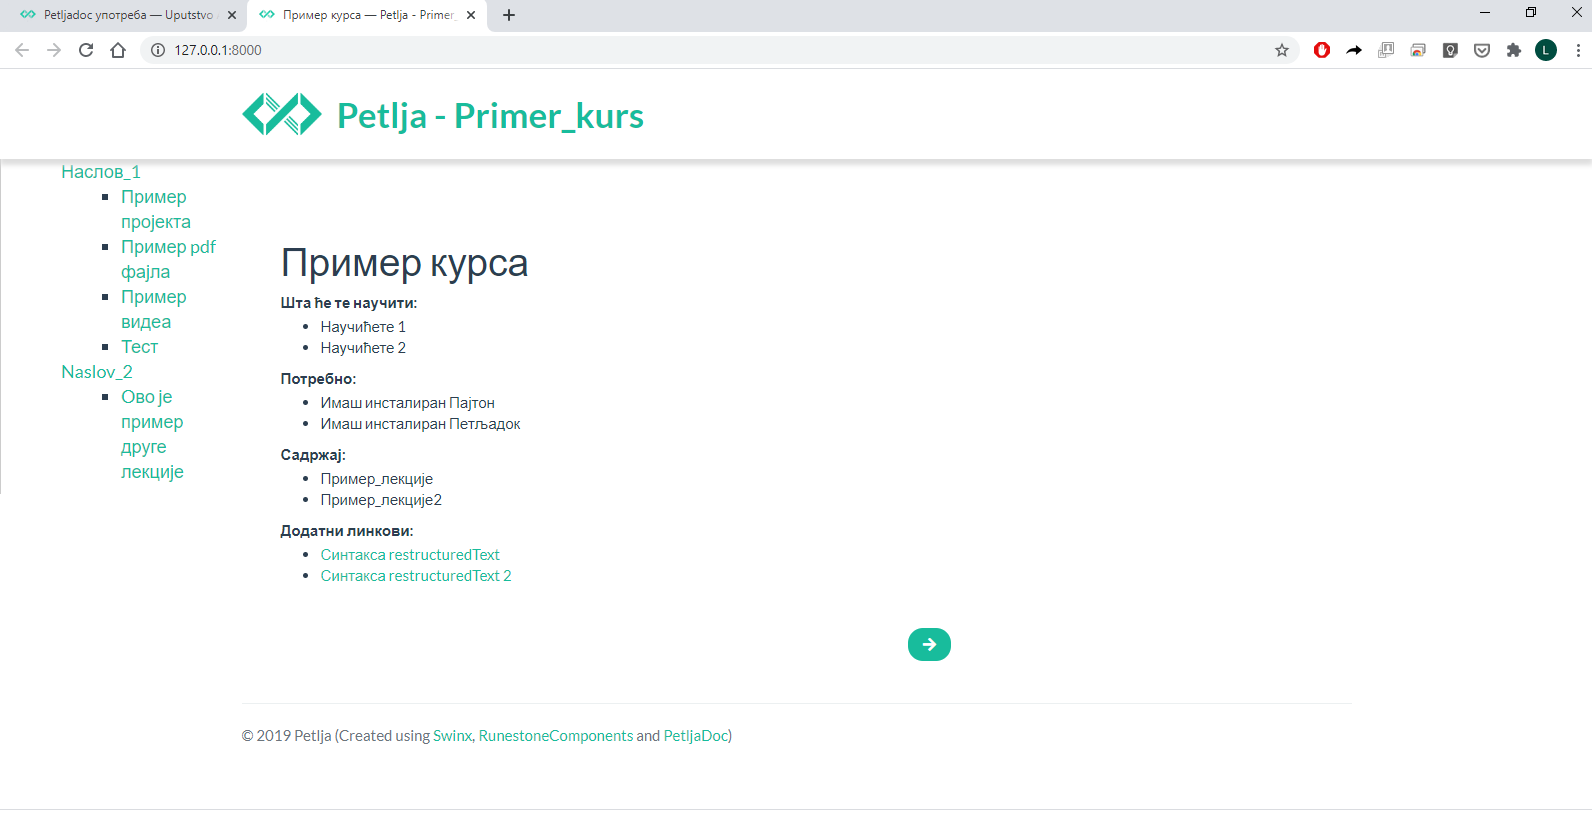 Petljadoc употреба — Uputstvo
Пример курса — Petlja - Primer_
127.0.0.1:8000
L
Petlja - Primer_kurs
Наслов_1
Пример
пројекта
Пример pdf
фајла
Пример
видеа
Тест
Naslov_2
Ово је
пример
друге
лекције
Пример курса
Шта ће те научити:
Научићете 1
Научићете 2
Потребно:
Имаш инсталиран Пајтон
Имаш инсталиран Петљадок
Садржај:
Пример_лекције
Пример_лекције2
Додатни линкови:
Синтакса restructuredText
Синтакса restructuredText 2
© 2019 Petlja (Created using Swinx, RunestoneComponents and PetljaDoc)